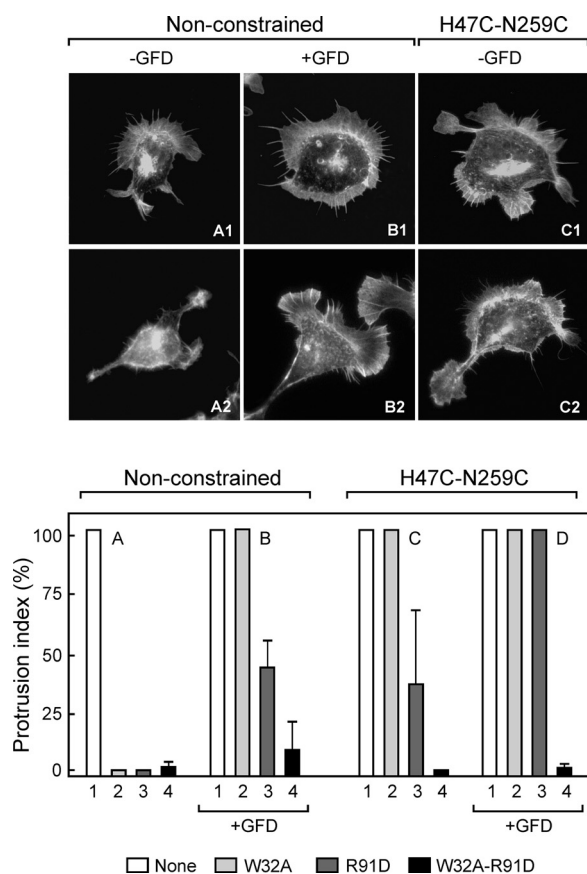 Non-constrained H47C-N259C
-GFD +GFD -GFD
A1 B1 C1
A2 B2 C2
Non-constrained H47C-N259C
Protrusion index (%)
100 A B C D
75
50
25
0
1 2 3 4 1 2 3 4 1 2 3 4 1 2 3 4
+GFD +GFD
None W32A R91D W32A-R91D